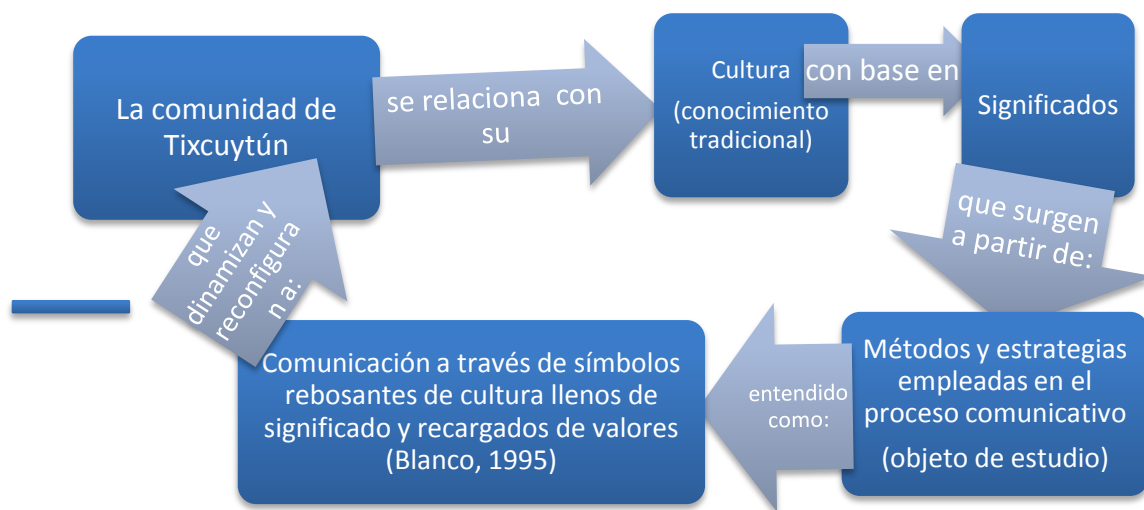 La comunidad de
Tixcuytún
se relaciona con
su
Cultura
(conocimiento
tradicional)
con base en
Significados
que surgen
a partir de:
Métodos y estrategias
empleadas en el
proceso comunicativo
(objeto de estudio)
entendido
como:
Comunicación a través de símbolos
rebosantes de cultura llenos de
significado y recargados de valores
(Blanco, 1995)
que
dinamizan y
reconfigura
n a: